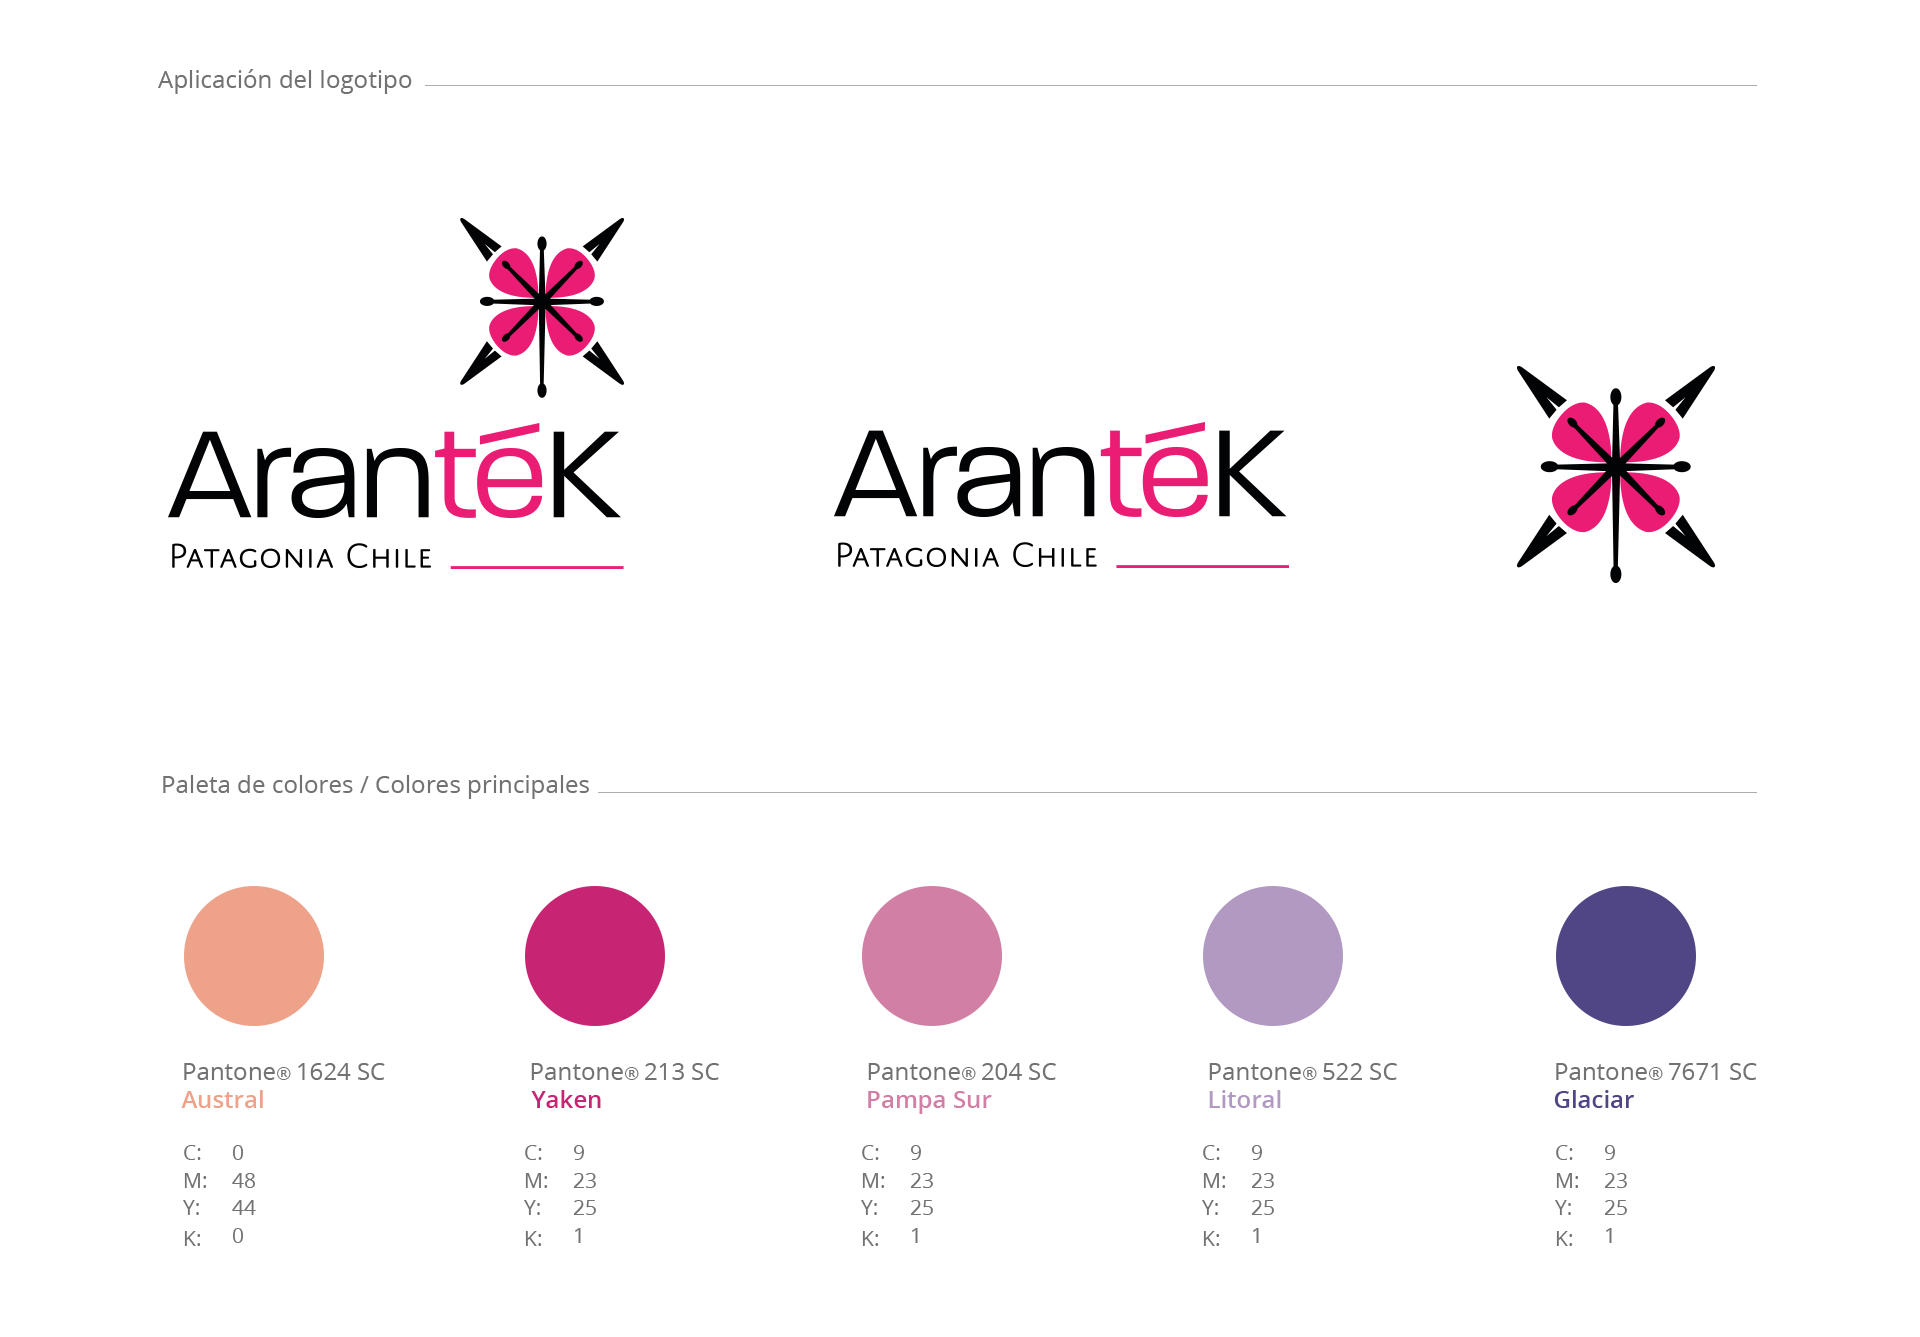 Aplicación del logotipo
Aranték
Patagonia Chile
Aranték
Patagonia Chile
Paleta de colores / Colores principales
Pantone® 1624 SC
Austral
C: 0
M: 48
Y: 44
K: 0
Pantone® 213 SC
Yaken
C: 9
M: 23
Y: 25
K: 1
Pantone® 204 SC
Pampa Sur
C: 9
M: 23
Y: 25
K: 1
Pantone® 522 SC
Litoral
C: 9
M: 23
Y: 25
K: 1
Pantone® 7671 SC
Glaciar
C: 9
M: 23
Y: 25
K: 1